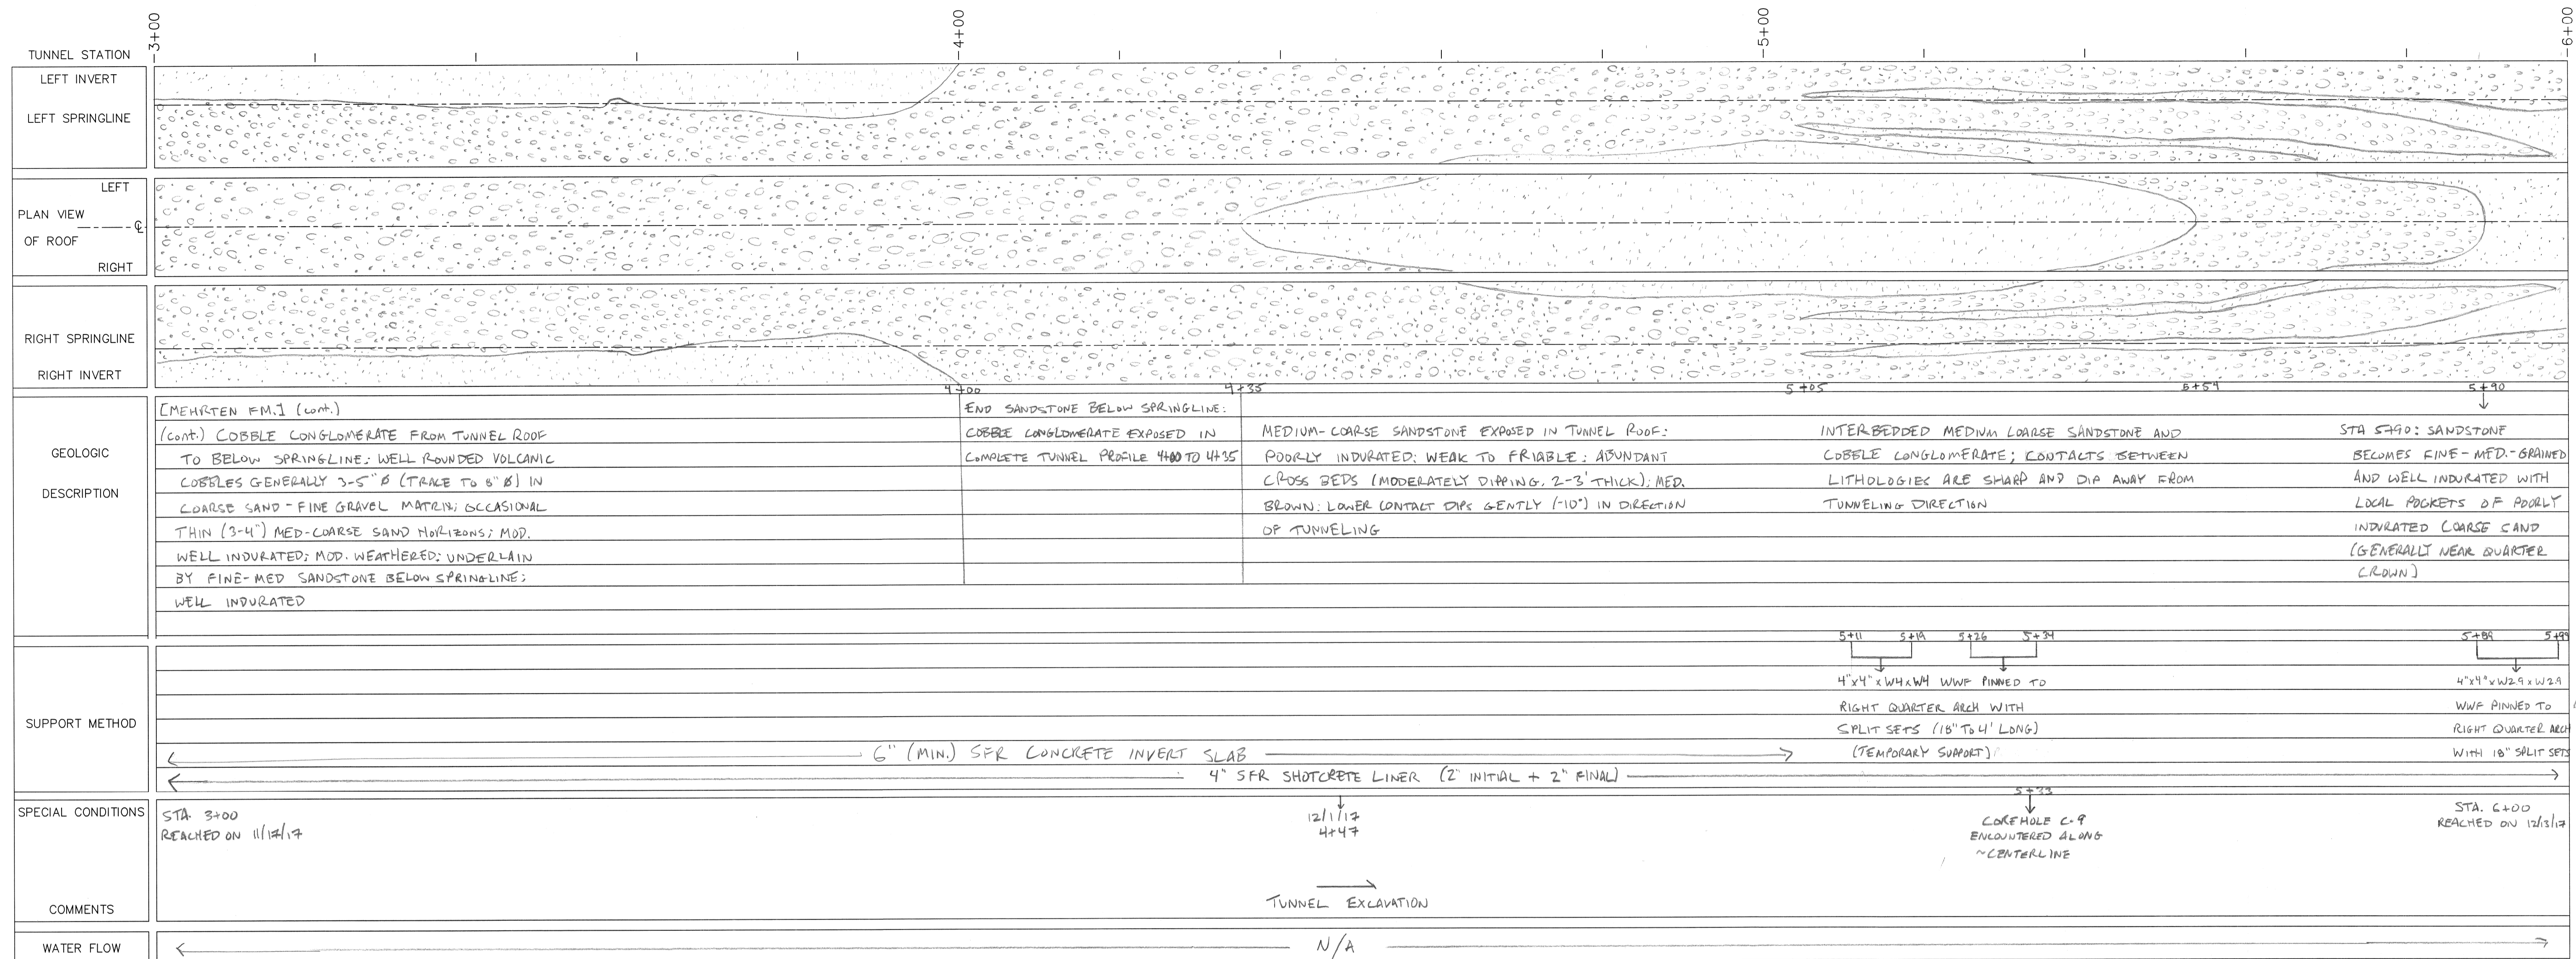 3+00
4+00
5+00
6+00
TUNNEL STATION
LEFT INVERT
LEFT SPRINGLINE
LEFT
PLAN VIEW
℄
OF ROOF
RIGHT
RIGHT SPRINGLINE
RIGHT INVERT
4+00
4+35
5+05
5+54
5+90
GEOLOGIC
DESCRIPTION
[MEHRTEN FM.] (cont.)
(cont.) COBBLE CONGLOMERATE FROM TUNNEL ROOF
TO BELOW SPRINGLINE; WELL ROUNDED VOLCANIC
COBBLES GENERALLY 3-5" Ø (TRACE TO 8" Ø) IN
COARSE SAND - FINE GRAVEL MATRIX; OCCASIONAL
THIN (3-4") MED-COARSE SAND HORIZONS; MOD.
WELL INDURATED; MOD. WEATHERED; UNDERLAIN
BY FINE-MED SANDSTONE BELOW SPRINGLINE;
WELL INDURATED
END SANDSTONE BELOW SPRINGLINE:
COBBLE CONGLOMERATE EXPOSED IN
COMPLETE TUNNEL PROFILE 4+00 TO 4+35
MEDIUM-COARSE SANDSTONE EXPOSED IN TUNNEL ROOF:
POORLY INDURATED; WEAK TO FRIABLE; ABUNDANT
CROSS BEDS (MODERATELY DIPPING, 2-3' THICK); MED.
BROWN: LOWER CONTACT DIPS GENTLY (~10°) IN DIRECTION
OF TUNNELING
INTERBEDDED MEDIUM COARSE SANDSTONE AND
COBBLE CONGLOMERATE; CONTACTS BETWEEN
LITHOLOGIES ARE SHARP AND DIP AWAY FROM
TUNNELING DIRECTION
STA 5+90: SANDSTONE
BECOMES FINE-MED.-GRAINED
AND WELL INDURATED WITH
LOCAL POCKETS OF POORLY
INDURATED COARSE SAND
(GENERALLY NEAR QUARTER
CROWN)
SUPPORT METHOD
5+11
5+19
5+26
5+34
5+89
5+99
4"x4"xW4xW4 WWF PINNED TO
RIGHT QUARTER ARCH WITH
SPLIT SETS (18" TO 4' LONG)
(TEMPORARY SUPPORT)
4"x4"xW2.9xW2.9
WWF PINNED TO
RIGHT QUARTER ARCH
WITH 18" SPLIT SETS
6" (MIN.) SFR CONCRETE INVERT SLAB
4" SFR SHOTCRETE LINER (2" INITIAL + 2" FINAL)
SPECIAL CONDITIONS
STA. 3+00
REACHED ON 11/17/17
12/1/17
4+47
5+33
COREHOLE C-9
ENCOUNTERED ALONG
~CENTERLINE
STA. 6+00
REACHED ON 12/13/17
COMMENTS
TUNNEL EXCAVATION
WATER FLOW
N/A